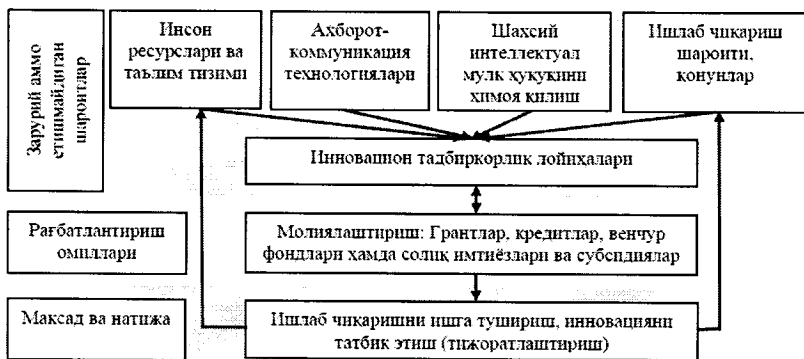 Зарурий аммо
етишмайдиган
шароитлар
Инсон
ресурслари ва
таълим тизими
Ахборот-
коммуникация
технологиялари
Шахсий
интеллектуал
мулк ҳуқуқини
ҳимоя қилиш
Ишлаб чиқариш
шароити,
қонунлар
Инновацион тадбиркорлик лойиҳалари
Рағбатлантириш
омиллари
Молиялаштириш: Грантлар, кредитлар, венчур
фондлари ҳамда солиқ имтиёзлари ва субсидиялар
Мақсад ва натижа
Ишлаб чиқаришни ишга тушириш, инновацияни
татбиқ этиш (тижоратлаштириш)